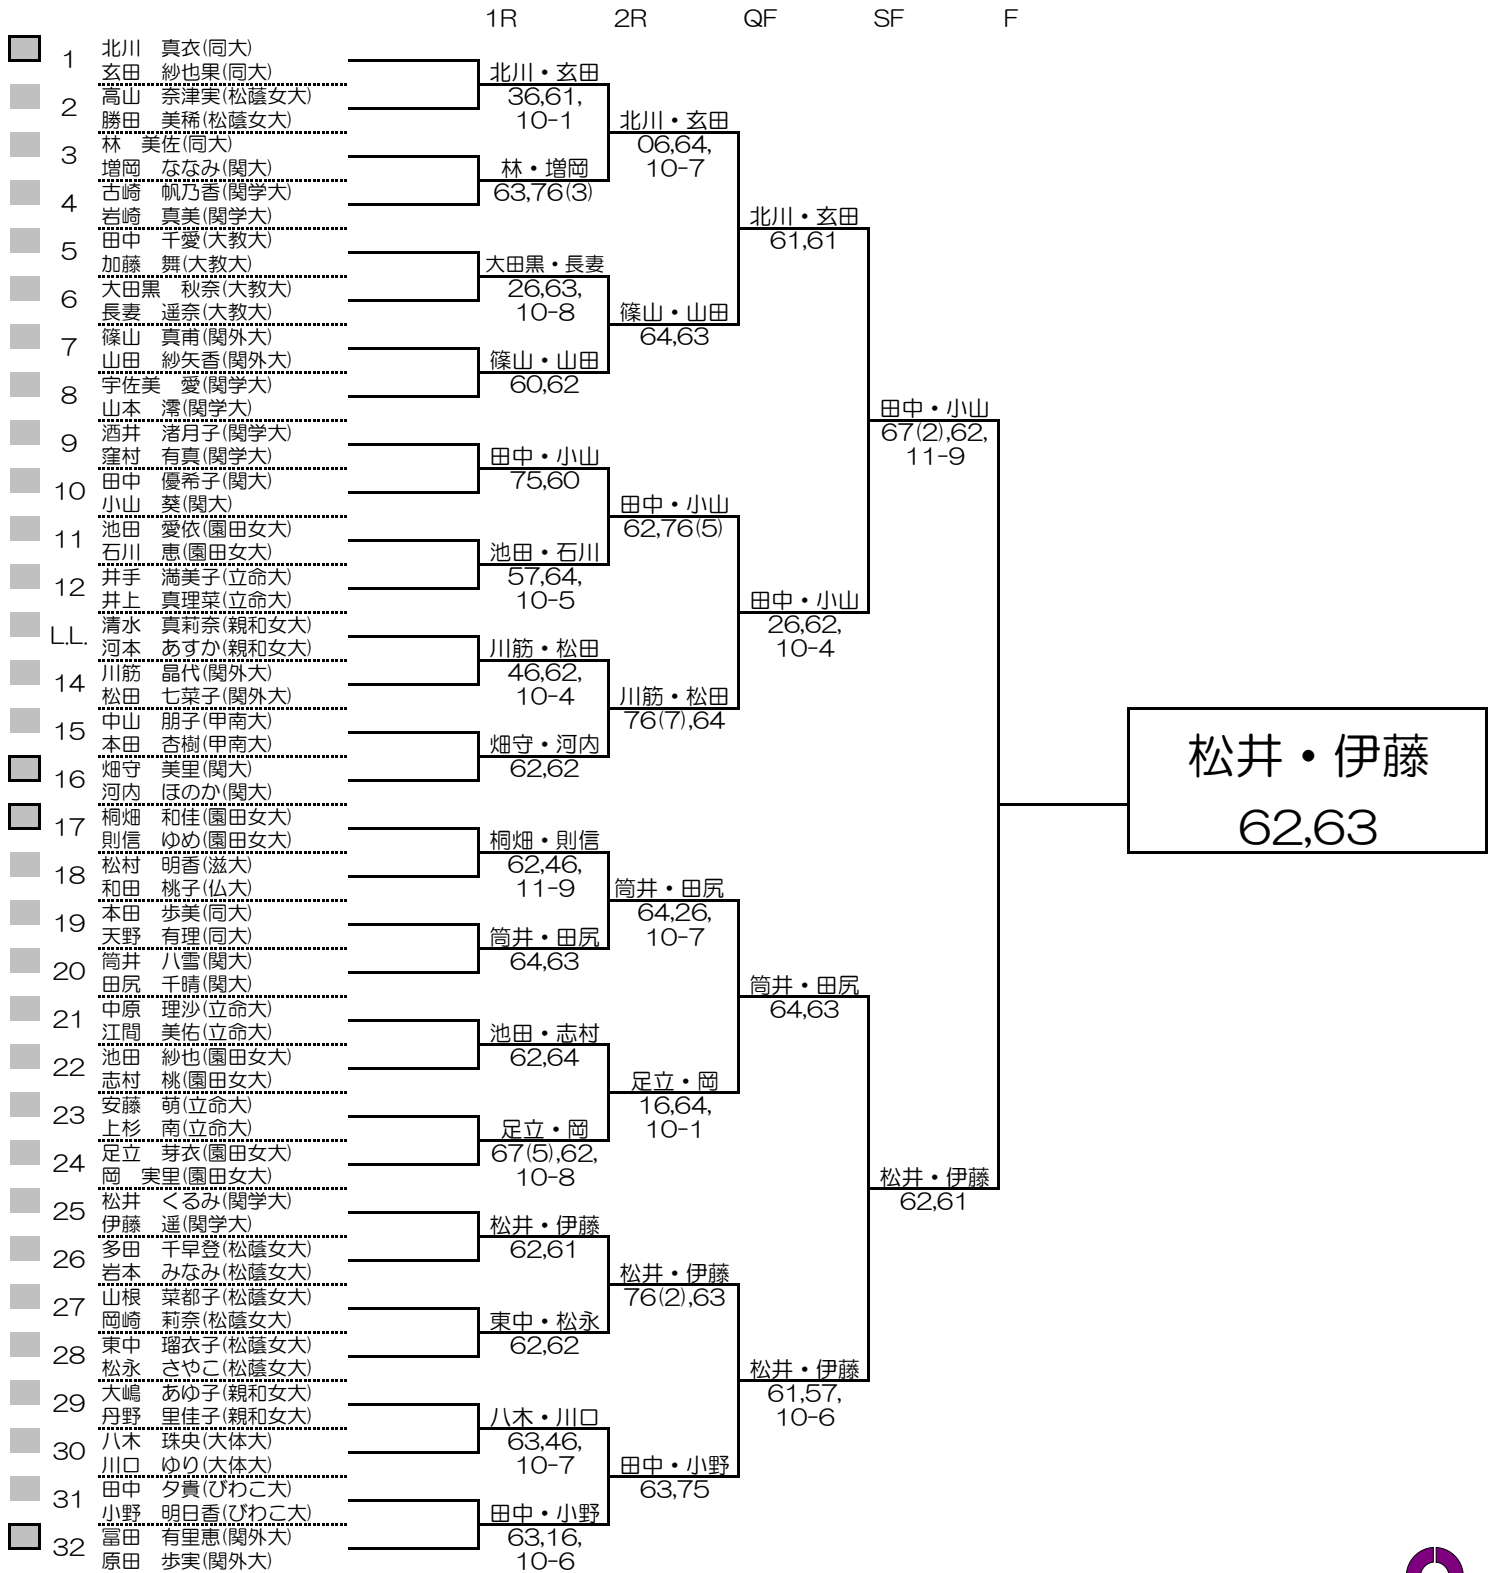 1R 2R QF SF F
1
北川　真衣(同大)
玄田　紗也果(同大)
2
高山　奈津実(松蔭女大)
勝田　美稀(松蔭女大)
3
林　美佐(同大)
増岡　ななみ(関大)
4
古崎　帆乃香(関学大)
岩崎　真美(関学大)
5
田中　千愛(大教大)
加藤　舞(大教大)
6
大田黒　秋奈(大教大)
長妻　遥奈(大教大)
7
篠山　真甫(関外大)
山田　紗矢香(関外大)
8
宇佐美　愛(関学大)
山本　澪(関学大)
9
酒井　渚月子(関学大)
窪村　有真(関学大)
10
田中　優希子(関大)
小山　葵(関大)
11
池田　愛依(園田女大)
石川　恵(園田女大)
12
井手　満美子(立命大)
井上　真理菜(立命大)
L.L.
清水　真莉奈(親和女大)
河本　あすか(親和女大)
14
川筋　晶代(関外大)
松田　七菜子(関外大)
15
中山　朋子(甲南大)
本田　杏樹(甲南大)
16
畑守　美里(関大)
河内　ほのか(関大)
17
桐畑　和佳(園田女大)
則信　ゆめ(園田女大)
18
松村　明香(滋大)
和田　桃子(仏大)
19
本田　歩美(同大)
天野　有理(同大)
20
筒井　八雪(関大)
田尻　千晴(関大)
21
中原　理沙(立命大)
江間　美佑(立命大)
22
池田　紗也(園田女大)
志村　桃(園田女大)
23
安藤　萌(立命大)
上杉　南(立命大)
24
足立　芽衣(園田女大)
岡　実里(園田女大)
25
松井　くるみ(関学大)
伊藤　遥(関学大)
26
多田　千早登(松蔭女大)
岩本　みなみ(松蔭女大)
27
山根　菜都子(松蔭女大)
岡崎　莉奈(松蔭女大)
28
東中　瑠衣子(松蔭女大)
松永　さやこ(松蔭女大)
29
大嶋　あゆ子(親和女大)
丹野　里佳子(親和女大)
30
八木　珠央(大体大)
川口　ゆり(大体大)
31
田中　夕貴(びわこ大)
小野　明日香(びわこ大)
32
冨田　有里恵(関外大)
原田　歩実(関外大)
北川・玄田
36,61,
10-1
林・増岡
63,76(3)
大田黒・長妻
26,63,
10-8
篠山・山田
60,62
田中・小山
75,60
池田・石川
57,64,
10-5
川筋・松田
46,62,
10-4
畑守・河内
62,62
桐畑・則信
62,46,
11-9
筒井・田尻
64,63
池田・志村
62,64
足立・岡
67(5),62,
10-8
松井・伊藤
62,61
東中・松永
62,62
八木・川口
63,46,
10-7
田中・小野
63,16,
10-6
北川・玄田
06,64,
10-7
篠山・山田
64,63
田中・小山
62,76(5)
川筋・松田
76(7),64
筒井・田尻
64,26,
10-7
足立・岡
16,64,
10-1
松井・伊藤
76(2),63
田中・小野
63,75
北川・玄田
61,61
田中・小山
26,62,
10-4
筒井・田尻
64,63
松井・伊藤
61,57,
10-6
田中・小山
67(2),62,
11-9
松井・伊藤
62,61
松井・伊藤
62,63